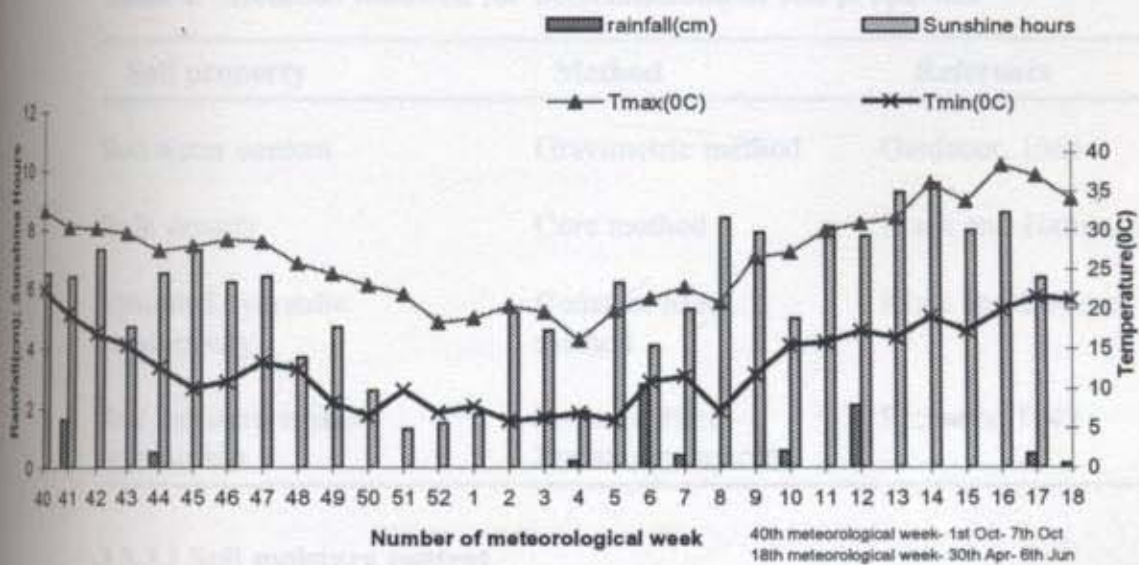 rainfall(cm) Sunshine hours
Soil property Method Reference
Tmax(0C) Tmin(0C)
Gravimetric method
Core method
Rainfall(cm); Sunshine Hours
12
10
8
6
4
2
0
Temperature(0C)
40
35
30
25
20
15
10
5
0
40 41 42 43 44 45 46 47 48 49 50 51 52 1 2 3 4 5 6 7 8 9 10 11 12 13 14 15 16 17 18
Number of meteorological week
40th meteorological week- 1st Oct- 7th Oct
18th meteorological week- 30th Apr- 6th Jun